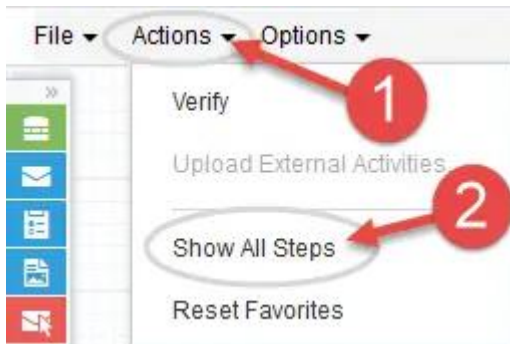 File Actions Options
Verify
1
Upload External Activities
2
Show All Steps
Reset Favorites